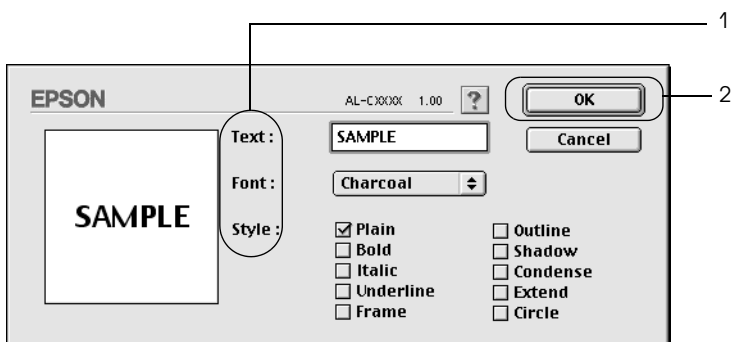 1
EPSON
AL-CXXXX 1.00
?
OK
2
Text :
SAMPLE
Cancel
Font :
Charcoal
SAMPLE
Style :
Plain
Outline
Bold
Shadow
Italic
Condense
Underline
Extend
Frame
Circle